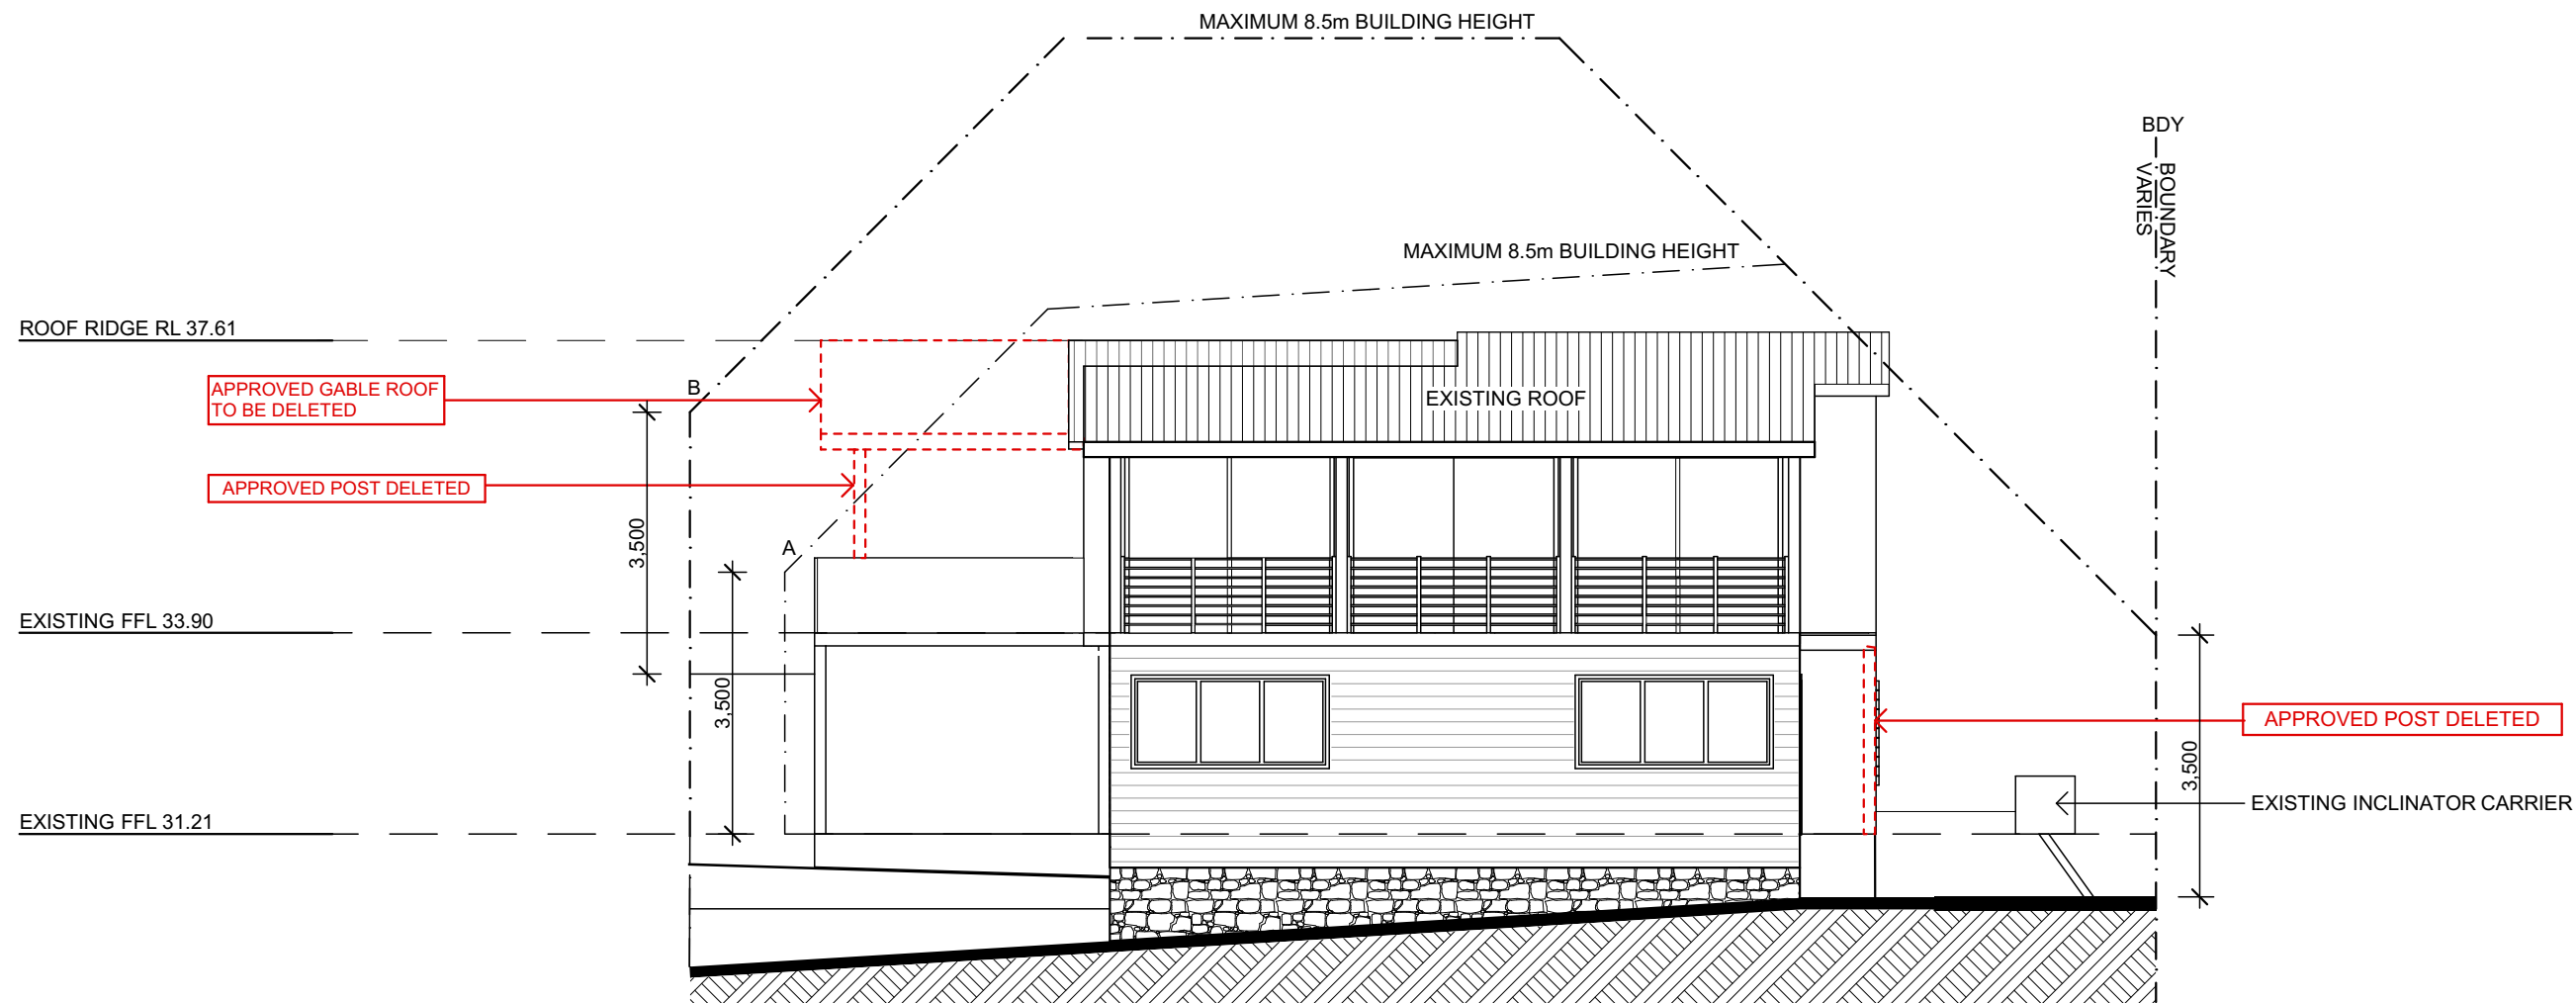 MAXIMUM 8.5m BUILDING HEIGHT
BDY
BOUNDARY
VARIES
MAXIMUM 8.5m BUILDING HEIGHT
ROOF RIDGE RL 37.61
APPROVED GABLE ROOF
TO BE DELETED
B
EXISTING ROOF
APPROVED POST DELETED
3,500
A
EXISTING FFL 33.90
3,500
APPROVED POST DELETED
3,500
EXISTING INCLINATOR CARRIER
EXISTING FFL 31.21